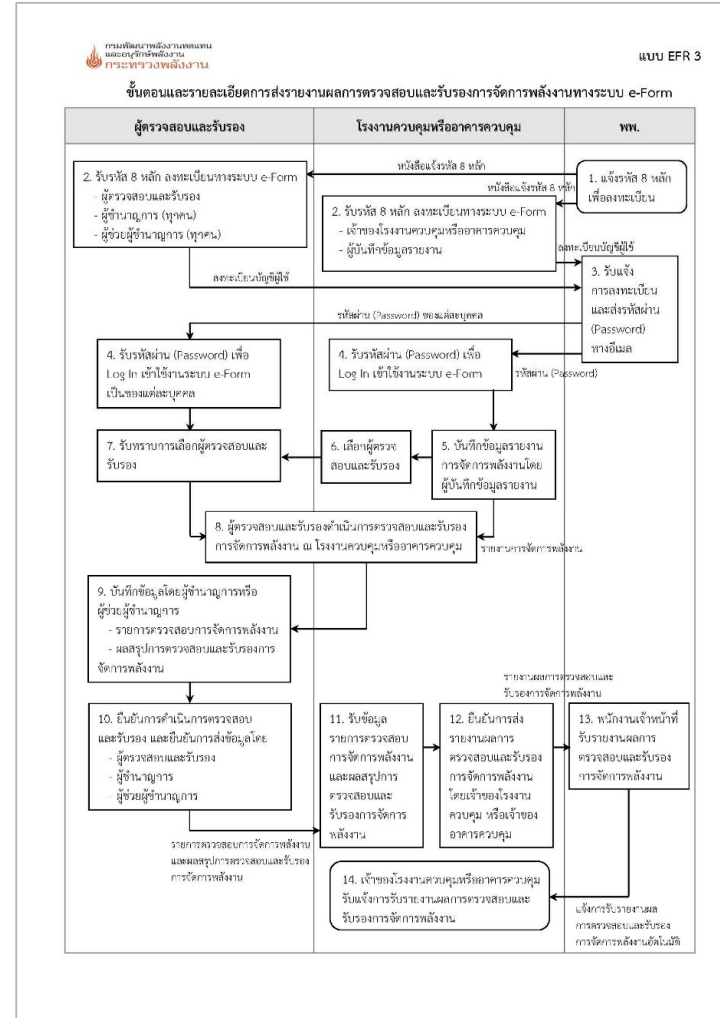 กรมพัฒนาพลังงานทดแทน
และอนุรักษ์พลังงาน
กระทรวงพลังงาน
แบบ EFR 3
ขั้นตอนและรายละเอียดการส่งรายงานผลการตรวจสอบและรับรองการจัดการพลังงานทางระบบ e-Form
ผู้ตรวจสอบและรับรอง
โรงงานควบคุมหรืออาคารควบคุม
พพ.
หนังสือแจ้งรหัส 8 หลัก
1. แจ้งรหัส 8 หลัก
เพื่อลงทะเบียน
หนังสือแจ้งรหัส 8 หลัก
2. รับรหัส 8 หลัก ลงทะเบียนทางระบบ e-Form
- ผู้ตรวจสอบและรับรอง
- ผู้ชำนาญการ (ทุกคน)
- ผู้ช่วยผู้ชำนาญการ (ทุกคน)
2. รับรหัส 8 หลัก ลงทะเบียนทางระบบ e-Form
- เจ้าของโรงงานควบคุมหรืออาคารควบคุม
- ผู้บันทึกข้อมูลรายงาน
ลงทะเบียนบัญชีผู้ใช้
ลงทะเบียนบัญชีผู้ใช้
3. รับแจ้ง
การลงทะเบียน
และส่งรหัสผ่าน
(Password)
ทางอีเมล
รหัสผ่าน (Password) ของแต่ละบุคคล
4. รับรหัสผ่าน (Password) เพื่อ
Log In เข้าใช้งานระบบ e-Form
เป็นของแต่ละบุคคล
4. รับรหัสผ่าน (Password) เพื่อ
Log In เข้าใช้งานระบบ e-Form
รหัสผ่าน (Password)
7. รับทราบการเลือกผู้ตรวจสอบและ
รับรอง
6. เลือกผู้ตรวจ
สอบและรับรอง
5. บันทึกข้อมูลรายงาน
การจัดการพลังงานโดย
ผู้บันทึกข้อมูลรายงาน
8. ผู้ตรวจสอบและรับรองดำเนินการตรวจสอบและรับรอง
การจัดการพลังงาน ณ โรงงานควบคุมหรืออาคารควบคุม
รายงานการจัดการพลังงาน
9. บันทึกข้อมูลโดยผู้ชำนาญการหรือ
ผู้ช่วยผู้ชำนาญการ
- รายการตรวจสอบการจัดการพลังงาน
- ผลสรุปการตรวจสอบและรับรองการ
จัดการพลังงาน
รายงานผลการตรวจสอบและ
รับรองการจัดการพลังงาน
10. ยืนยันการดำเนินการตรวจสอบ
และรับรอง และยืนยันการส่งข้อมูลโดย
- ผู้ตรวจสอบและรับรอง
- ผู้ชำนาญการ
- ผู้ช่วยผู้ชำนาญการ
11. รับข้อมูล
รายการตรวจสอบ
การจัดการพลังงาน
และผลสรุปการ
ตรวจสอบและ
รับรองการจัดการ
พลังงาน
12. ยืนยันการส่ง
รายงานผลการ
ตรวจสอบและรับรอง
การจัดการพลังงาน
โดยเจ้าของโรงงาน
ควบคุม หรือเจ้าของ
อาคารควบคุม
13. พนักงานเจ้าหน้าที่
รับรายงานผลการ
ตรวจสอบและรับรอง
การจัดการพลังงาน
รายการตรวจสอบการจัดการพลังงาน
และผลสรุปการตรวจสอบและรับรอง
การจัดการพลังงาน
14. เจ้าของโรงงานควบคุมหรืออาคารควบคุม
รับแจ้งการรับรายงานผลการตรวจสอบและ
รับรองการจัดการพลังงาน
แจ้งการรับรายงานผล
การตรวจสอบและรับรอง
การจัดการพลังงานอัตโนมัติ